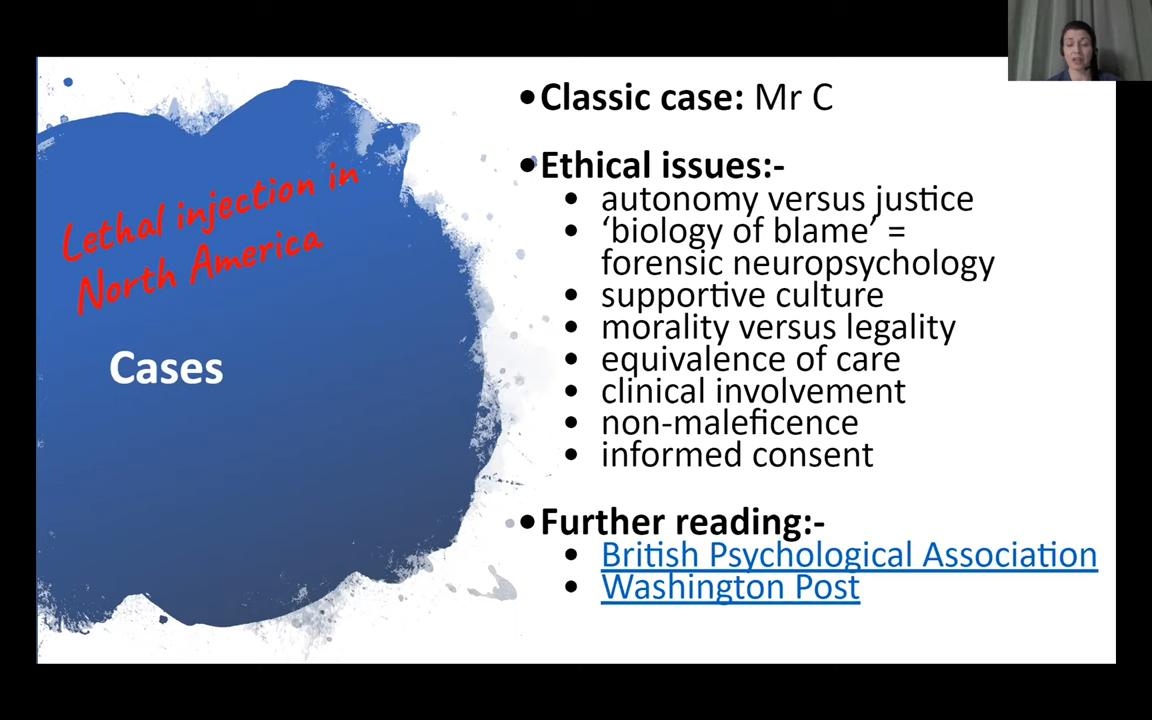 Lethal injection in
North America
Cases
•Classic case: Mr C
•Ethical issues:-
• autonomy versus justice
• ‘biology of blame’ =
forensic neuropsychology
• supportive culture
• morality versus legality
• equivalence of care
• clinical involvement
• non-maleficence
• informed consent
•Further reading:-
• British Psychological Association
• Washington Post